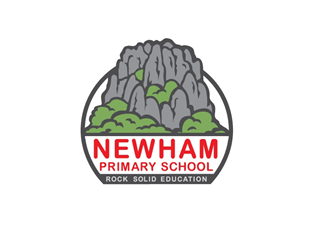 NEWHAM
PRIMARY SCHOOL
ROCK SOLID EDUCATION